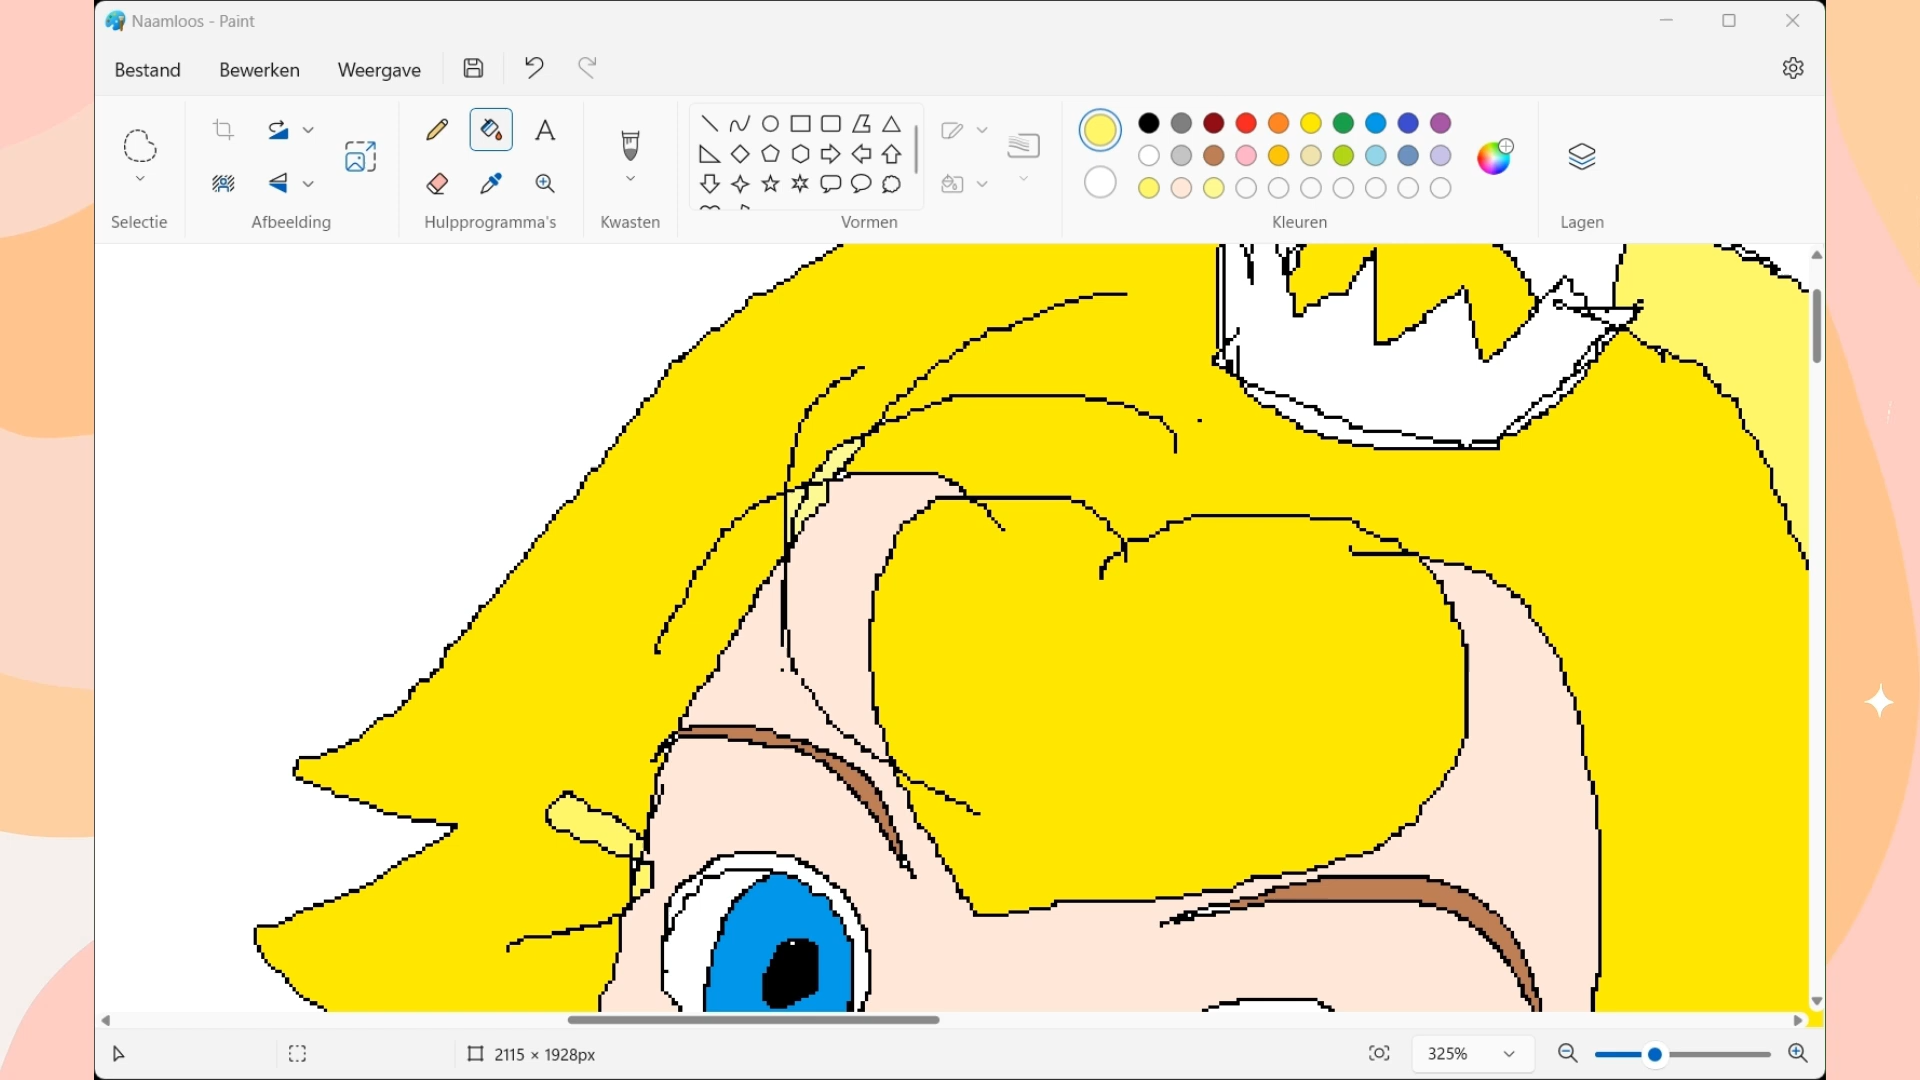 Naamloos - Paint
Bestand Bewerken Weergave
Selectie Afbeelding Hulpprogramma's Kwasten Vormen Kleuren Lagen
2115 × 1928px 325%